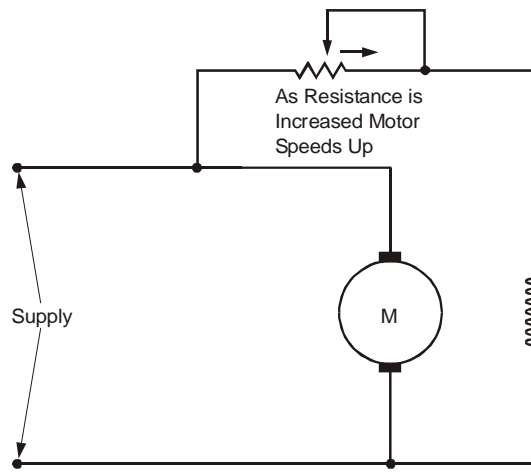 As Resistance is
Increased Motor
Speeds Up
Supply
M